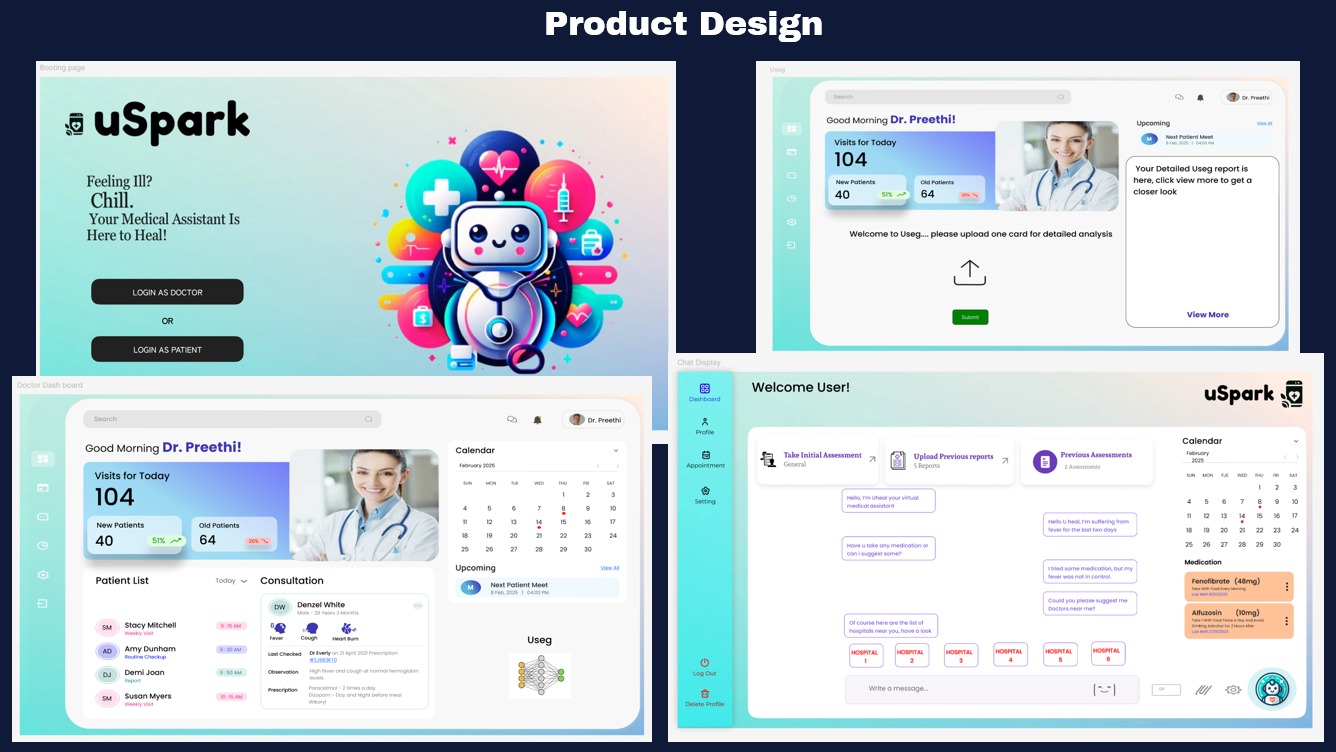 Product Design
Booting page
uSpark
Feeling Ill?
Chill.
Your Medical Assistant Is
Here to Heal!
LOGIN AS DOCTOR
OR
LOGIN AS PATIENT
Useg
Search
Dr. Preethi
Good Morning Dr. Preethi!
Visits for Today
104
New Patients
40
51%
Old Patients
64
20%
Upcoming
View All
M
Next Patient Meet
8 Feb, 2025 | 04:00 PM
Your Detailed Useg report is
here, click view more to get a
closer look
View More
Welcome to Useg.... please upload one card for detailed analysis
Submit
Doctor Dash board
Search
Dr. Preethi
Good Morning Dr. Preethi!
Visits for Today
104
New Patients
40
51%
Old Patients
64
20%
Calendar
February 2025
SUN MON TUE WED THU FRI SAT
1 2 3
4 5 6 7 8 9 10
11 12 13 14 15 16 17
18 19 20 21 22 23 24
25 26 27 28 29 30
Upcoming
View All
M
Next Patient Meet
8 Feb, 2025 | 04:00 PM
Patient List
Today
SM
Stacy Mitchell
Weekly Visit
9 : 15 AM
AD
Amy Dunham
Routine Checkup
9 : 30 AM
DJ
Demi Joan
Report
9 : 50 AM
SM
Susan Myers
Weekly Visit
10 : 15 AM
Consultation
DW
Denzel White
Male - 28 Years 3 Months
Fever
Cough
Heart Burn
Last Checked
Dr Everly on 21 April 2021 Prescription
Observation
High fever and cough at normal hemoglobin
levels.
Prescription
Paracetmol - 2 times a day
Dizopam - Day and Night before meal
Wikoryl
Useg
Chat Display
Dashboard
Profile
Appointment
Setting
Log Out
Delete Profile
Welcome User!
uSpark
Take Initial Assessment
General
Upload Previous reports
5 Reports
Previous Assessments
2 Assessments
Hello, I'm Uheal your virtual
medical assistant
Hello U heal, I'm suffering from
fever for the last two days
Have u take any medication or
can i suggest some?
I tried some medication, but my
fever was not in control.
Could you please suggest me
Doctors near me?
Of course here are the list of
hospitals near you, have a look
HOSPITAL
1
HOSPITAL
2
HOSPITAL
3
HOSPITAL
4
HOSPITAL
5
HOSPITAL
6
Write a message...
Calendar
February
2025
SUN MON TUE WED THU FRI SAT
1 2 3
4 5 6 7 8 9 10
11 12 13 14 15 16 17
18 19 20 21 22 23 24
25 26 27 28 29 30
Medication
Fenofibrate (48mg)
Take With Food Every Morning
Alfuzosin (10mg)
Take 1 With Food Twice A Day And Avoid
Drinking Alcohol For 2 Hours After